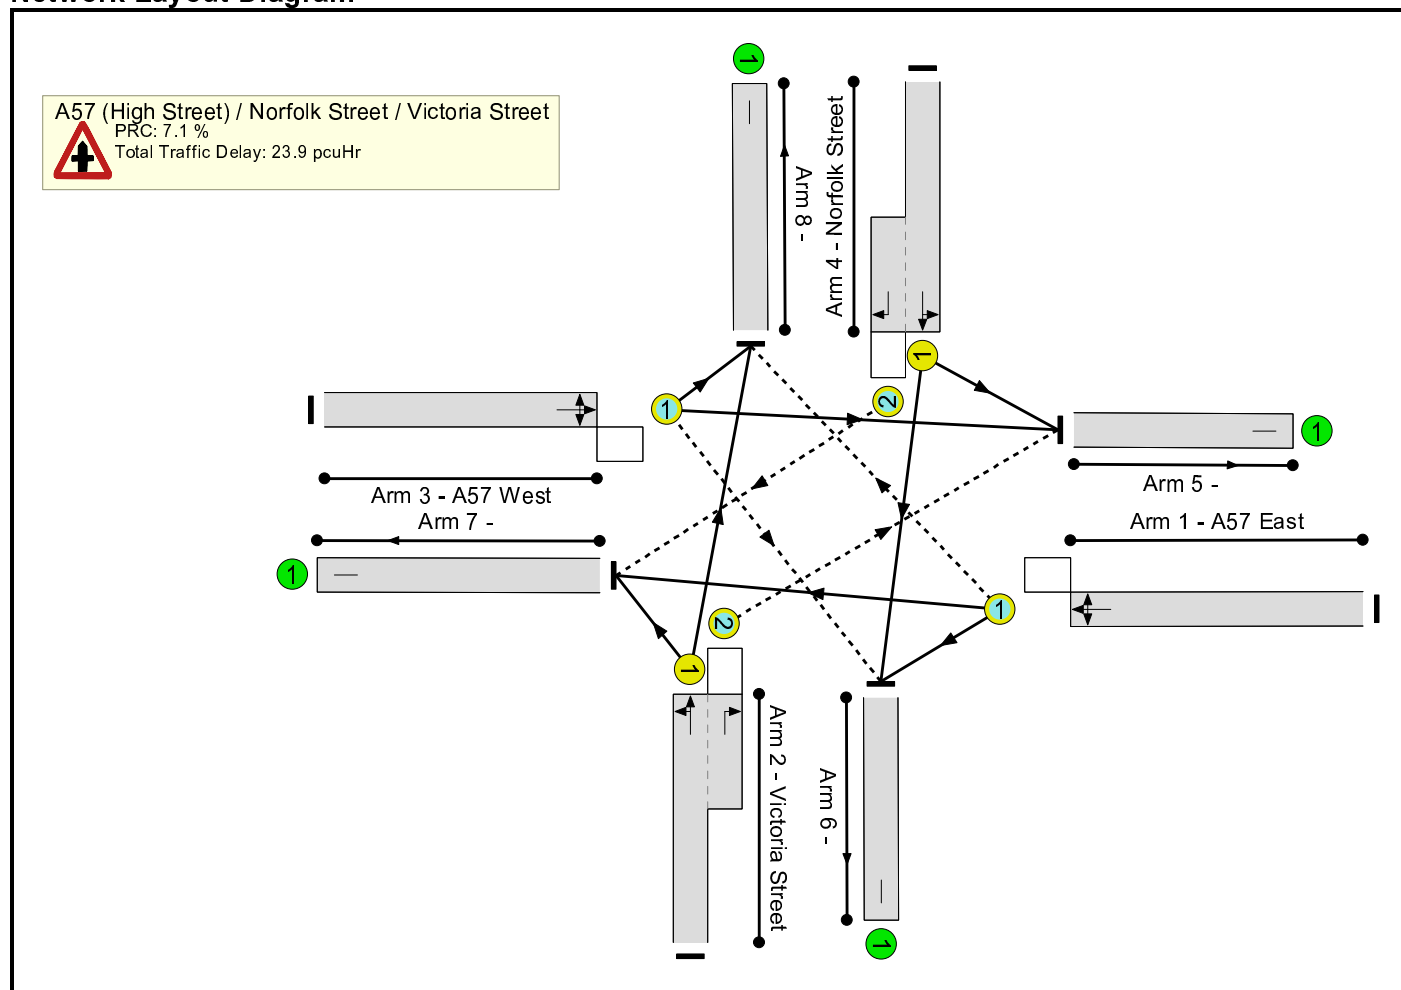 Network Layout Diagram
A57 (High Street) / Norfolk Street / Victoria Street
PRC: 7.1 %
Total Traffic Delay: 23.9 pcuHr
1
Arm 8 -
Arm 4 - Norfolk Street
1
2
1
1
Arm 3 - A57 West
Arm 7 -
Arm 5 -
Arm 1 - A57 East
1
1
2
1
1
Arm 2 - Victoria Street
Arm 6 -
1